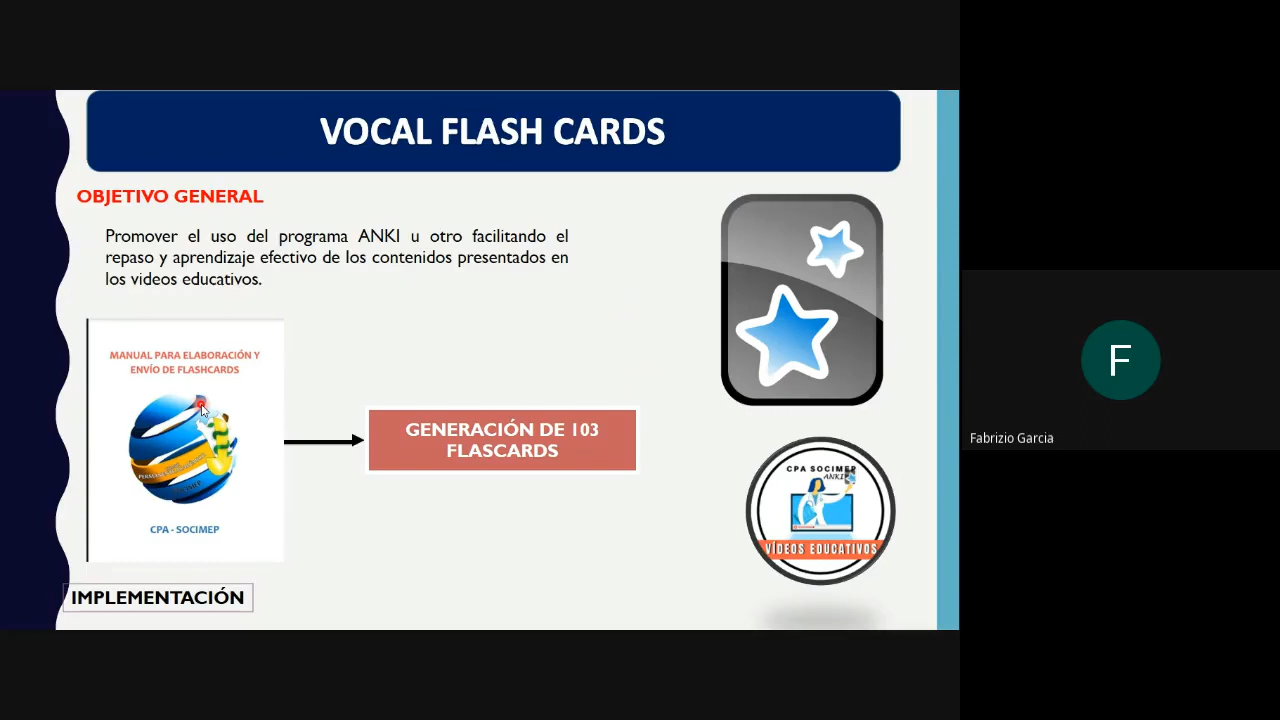 VOCAL FLASH CARDS
OBJETIVO GENERAL
Promover el uso del programa ANKI u otro facilitando el
repaso y aprendizaje efectivo de los contenidos presentados en
los videos educativos.
MANUAL PARA ELABORACIÓN Y
ENVÍO DE FLASHCARDS
CPA - SOCIMEP
GENERACIÓN DE 103
FLASCARDS
CPA SOCIMEP
ANKI
VÍDEOS EDUCATIVOS
IMPLEMENTACIÓN
F
Fabrizio Garcia